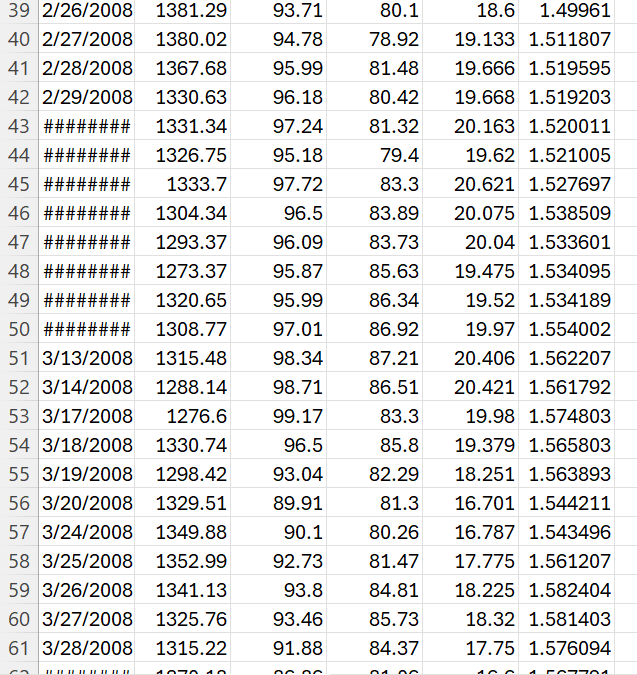 39 2/26/2008 1381.29 93.71 80.1 18.6 1.49961
40 2/27/2008 1380.02 94.78 78.92 19.133 1.511807
41 2/28/2008 1367.68 95.99 81.48 19.666 1.519595
42 2/29/2008 1330.63 96.18 80.42 19.668 1.519203
43 ######## 1331.34 97.24 81.32 20.163 1.520011
44 ######## 1326.75 95.18 79.4 19.62 1.521005
45 ######## 1333.7 97.72 83.3 20.621 1.527697
46 ######## 1304.34 96.5 83.89 20.075 1.538509
47 ######## 1293.37 96.09 83.73 20.04 1.533601
48 ######## 1273.37 95.87 85.63 19.475 1.534095
49 ######## 1320.65 95.99 86.34 19.52 1.534189
50 ######## 1308.77 97.01 86.92 19.97 1.554002
51 3/13/2008 1315.48 98.34 87.21 20.406 1.562207
52 3/14/2008 1288.14 98.71 86.51 20.421 1.561792
53 3/17/2008 1276.6 99.17 83.3 19.98 1.574803
54 3/18/2008 1330.74 96.5 85.8 19.379 1.565803
55 3/19/2008 1298.42 93.04 82.29 18.251 1.563893
56 3/20/2008 1329.51 89.91 81.3 16.701 1.544211
57 3/24/2008 1349.88 90.1 80.26 16.787 1.543496
58 3/25/2008 1352.99 92.73 81.47 17.775 1.561207
59 3/26/2008 1341.13 93.8 84.81 18.225 1.582404
60 3/27/2008 1325.76 93.46 85.73 18.32 1.581403
61 3/28/2008 1315.22 91.88 84.37 17.75 1.576094